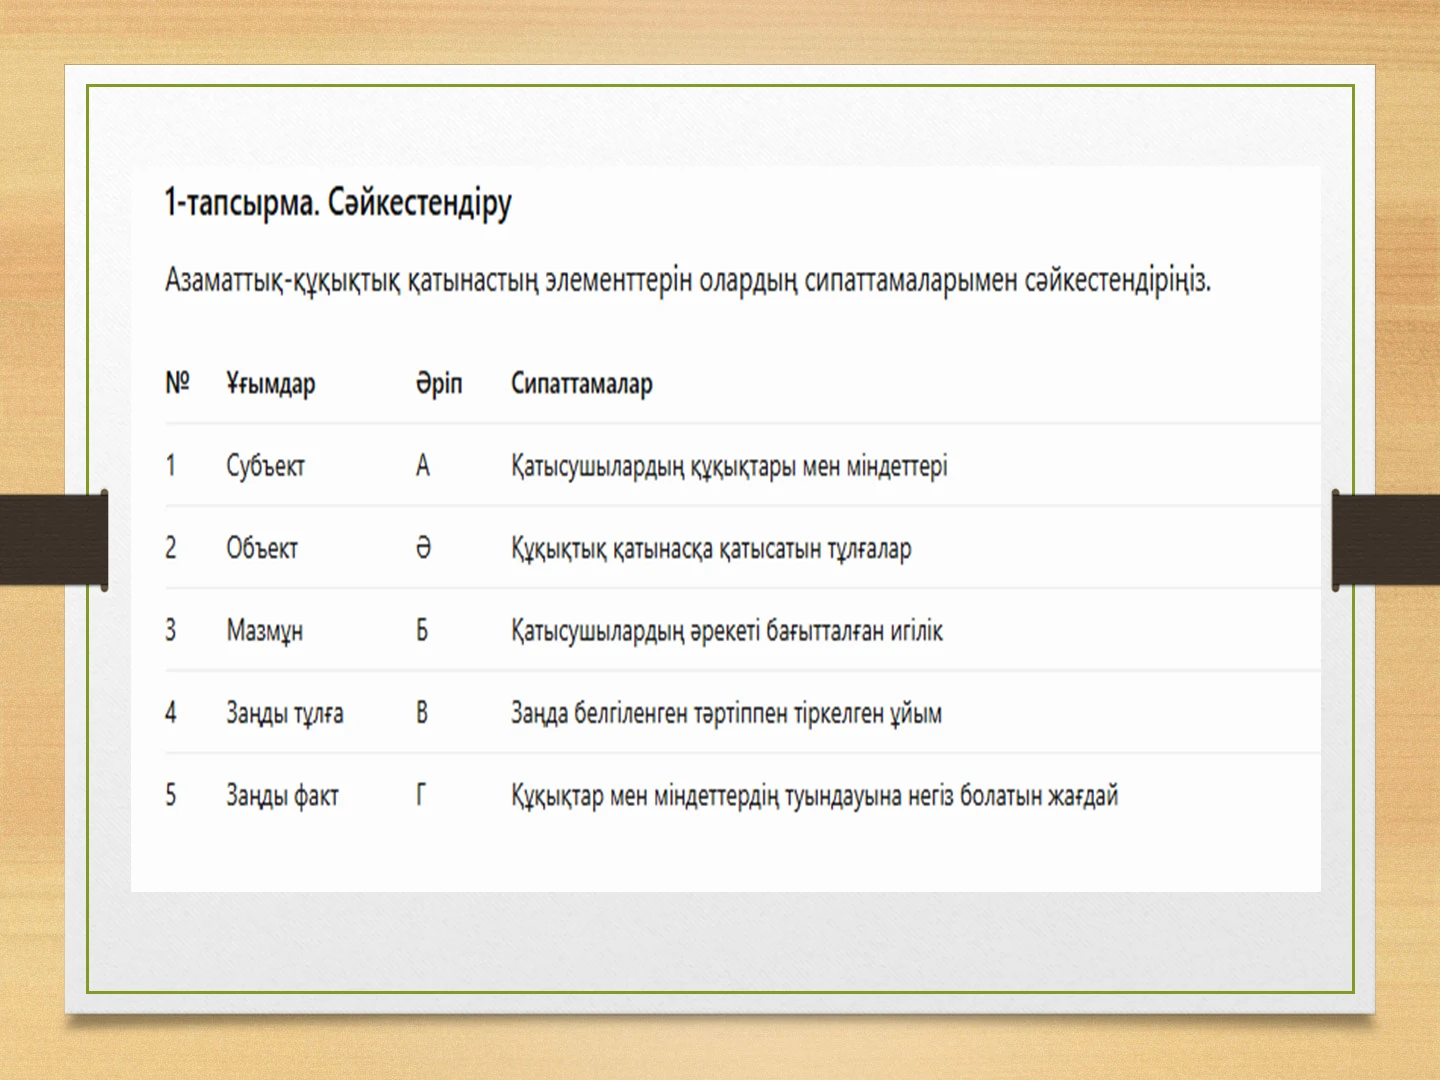 1-тапсырма. Сәйкестендіру
Азаматтық-құқықтық қатынастың элементтерін олардың сипаттамаларымен сәйкестендіріңіз.
№ Ұғымдар Әріп Сипаттамалар
1 Субъект А Қатысушылардың құқықтары мен міндеттері
2 Объект Ә Құқықтық қатынасқа қатысатын тұлғалар
3 Мазмұн Б Қатысушылардың әрекеті бағытталған игілік
4 Заңды тұлға В Заңда белгіленген тәртіппен тіркелген ұйым
5 Заңды факт Г Құқықтар мен міндеттердің туындауына негіз болатын жағдай